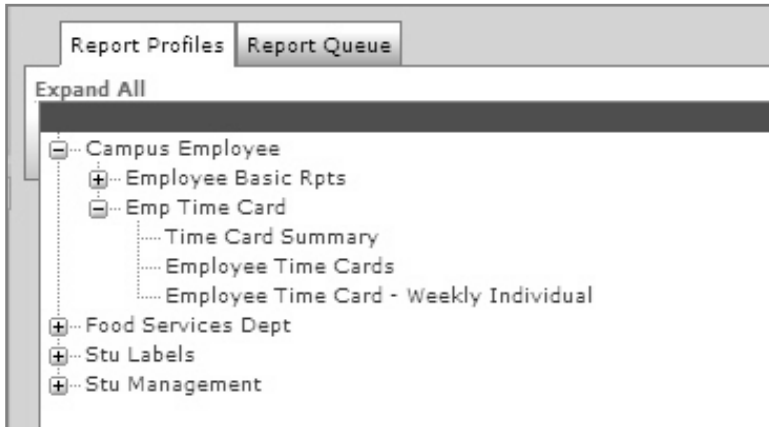 Report Profiles Report Queue
Expand All
Campus Employee
Employee Basic Rpts
Emp Time Card
Time Card Summary
Employee Time Cards
Employee Time Card - Weekly Individual
Food Services Dept
Stu Labels
Stu Management